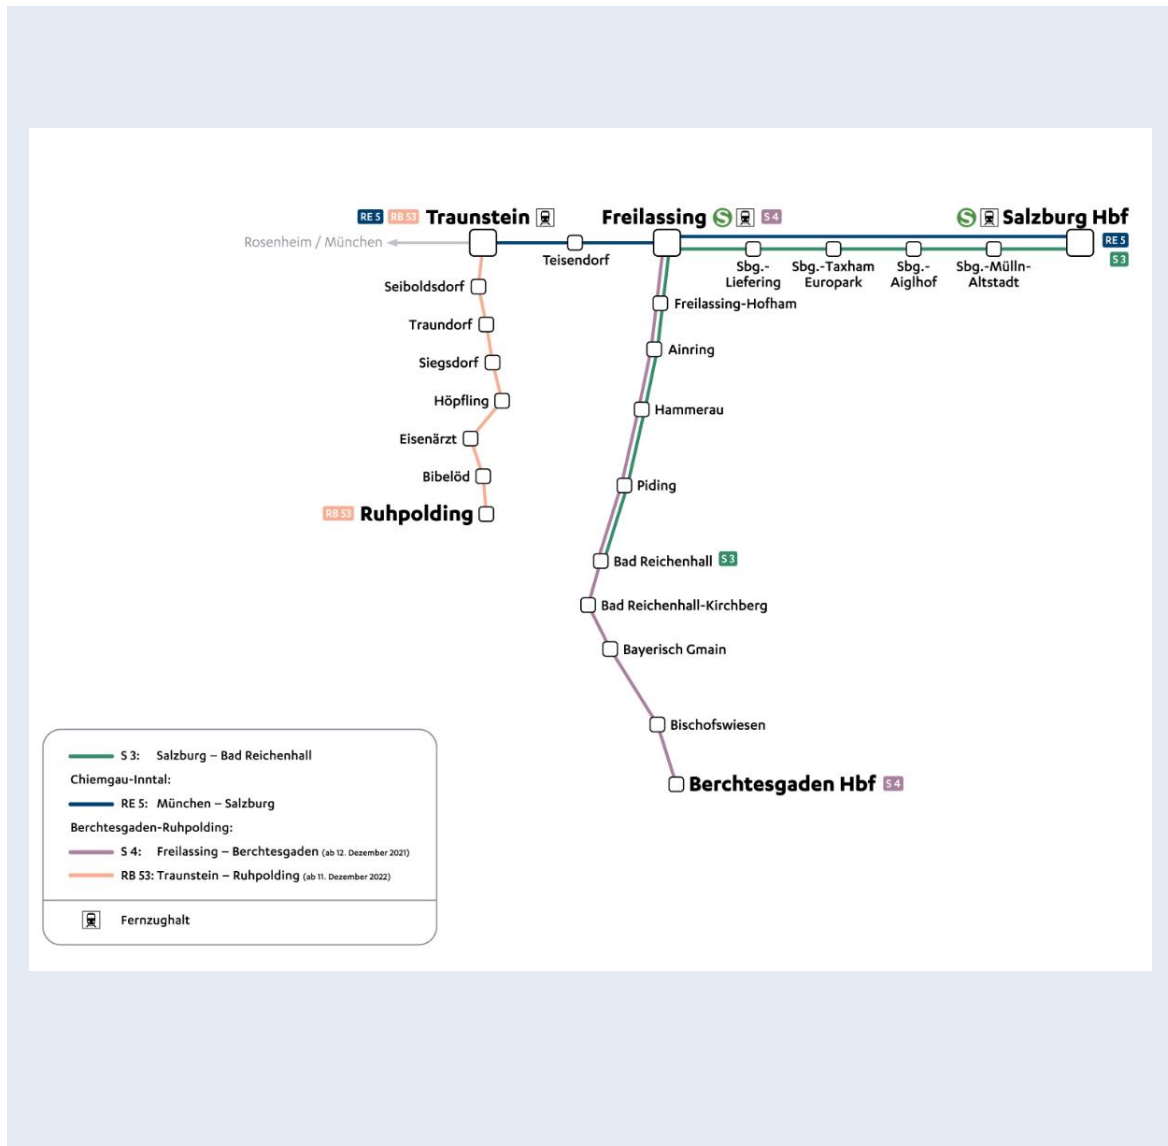 RE 5 RB 53 Traunstein
Freilassing S S 4
S Salzburg Hbf
Rosenheim / München
RE 5
S 3
Teisendorf
Sbg.-
Liefering
Sbg.-Taxham
Europark
Sbg.-
Aiglhof
Sbg.-Mülln-
Altstadt
Seiboldsdorf
Traundorf
Siegsdorf
Höpfling
Eisenärzt
Bibelöd
RB 53 Ruhpolding
Freilassing-Hofham
Ainring
Hammerau
Piding
Bad Reichenhall S 3
Bad Reichenhall-Kirchberg
Bayerisch Gmain
Bischofswiesen
Berchtesgaden Hbf S 4
S 3: Salzburg – Bad Reichenhall
Chiemgau-Inntal:
RE 5: München – Salzburg
Berchtesgaden-Ruhpolding:
S 4: Freilassing – Berchtesgaden (ab 12. Dezember 2021)
RB 53: Traunstein – Ruhpolding (ab 11. Dezember 2022)
Fernzughalt